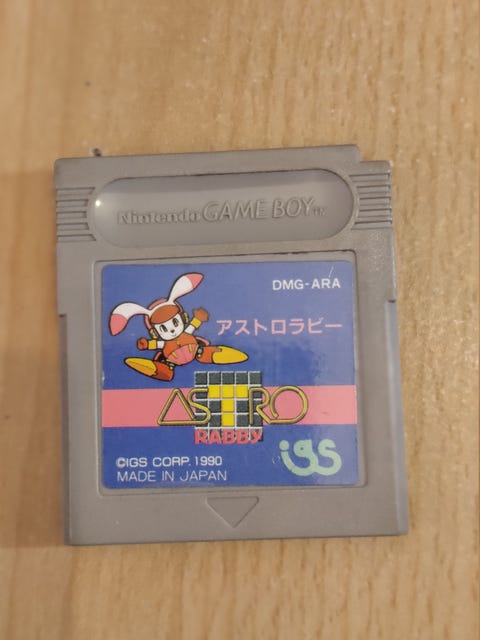 Nintendo GAME BOY TM
DMG-ARA
アストロラビー
ASTRO
RABBY
igs
©IGS CORP. 1990
MADE IN JAPAN